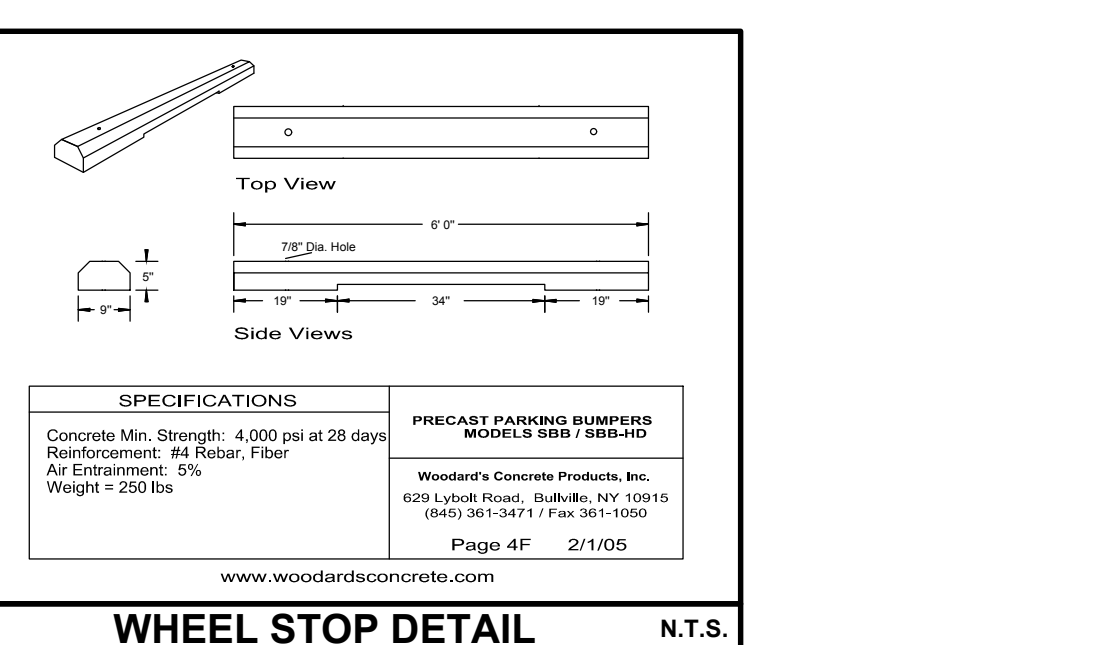 Top View
6' 0"
7/8" Dia. Hole
5"
9"
19" 34" 19"
Side Views
SPECIFICATIONS
Concrete Min. Strength: 4,000 psi at 28 days
Reinforcement: #4 Rebar, Fiber
Air Entrainment: 5%
Weight = 250 lbs
PRECAST PARKING BUMPERS
MODELS SBB / SBB-HD
Woodard's Concrete Products, Inc.
629 Lybolt Road, Bullville, NY 10915
(845) 361-3471 / Fax 361-1050
Page 4F 2/1/05
www.woodardsconcrete.com
WHEEL STOP DETAIL N.T.S.